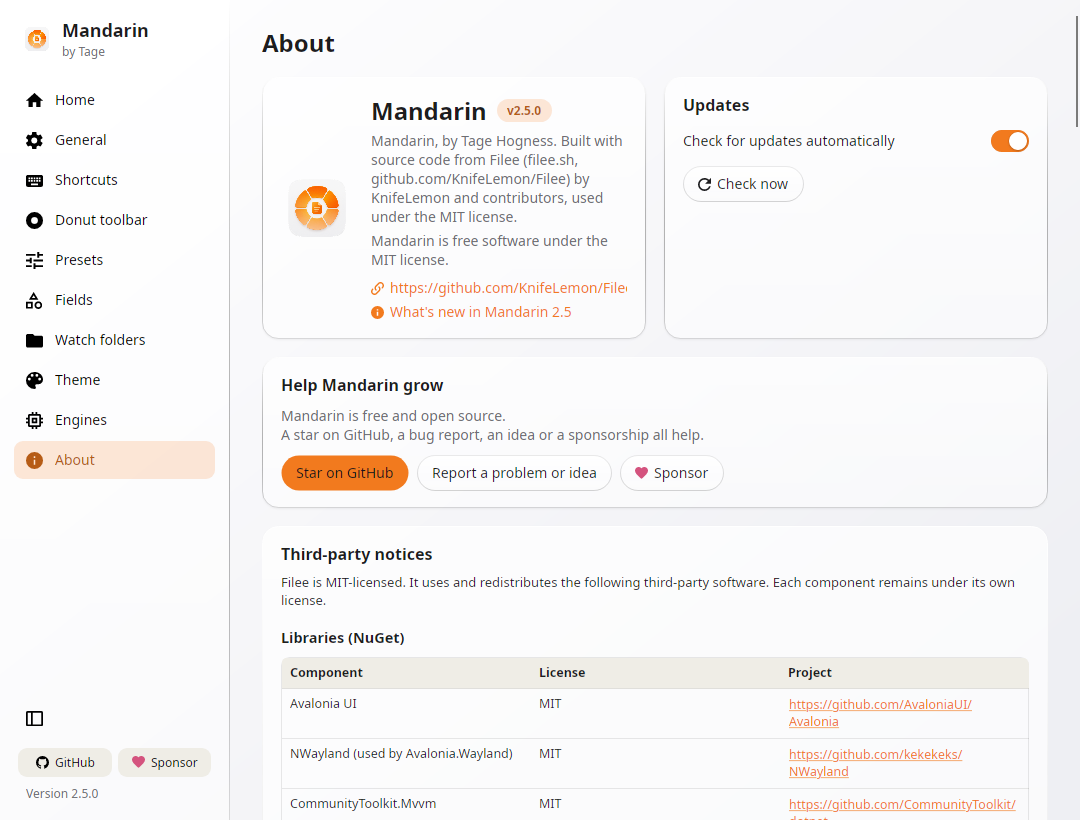 Mandarin
by Tage
Home
General
Shortcuts
Donut toolbar
Presets
Fields
Watch folders
Theme
Engines
About
GitHub
Sponsor
Version 2.5.0
About
Mandarin
v2.5.0
Mandarin, by Tage Hogness. Built with
source code from Filee (filee.sh,
github.com/KnifeLemon/Filee) by
KnifeLemon and contributors, used
under the MIT license.
Mandarin is free software under the
MIT license.
https://github.com/KnifeLemon/Filee
What's new in Mandarin 2.5
Updates
Check for updates automatically
Check now
Help Mandarin grow
Mandarin is free and open source.
A star on GitHub, a bug report, an idea or a sponsorship all help.
Star on GitHub
Report a problem or idea
Sponsor
Third-party notices
Filee is MIT-licensed. It uses and redistributes the following third-party software. Each component remains under its own
license.
Libraries (NuGet)
Component License Project
Avalonia UI MIT https://github.com/AvaloniaUI/
Avalonia
NWayland (used by Avalonia.Wayland) MIT https://github.com/kekekeks/
NWayland
CommunityToolkit.Mvvm MIT https://github.com/CommunityToolkit/